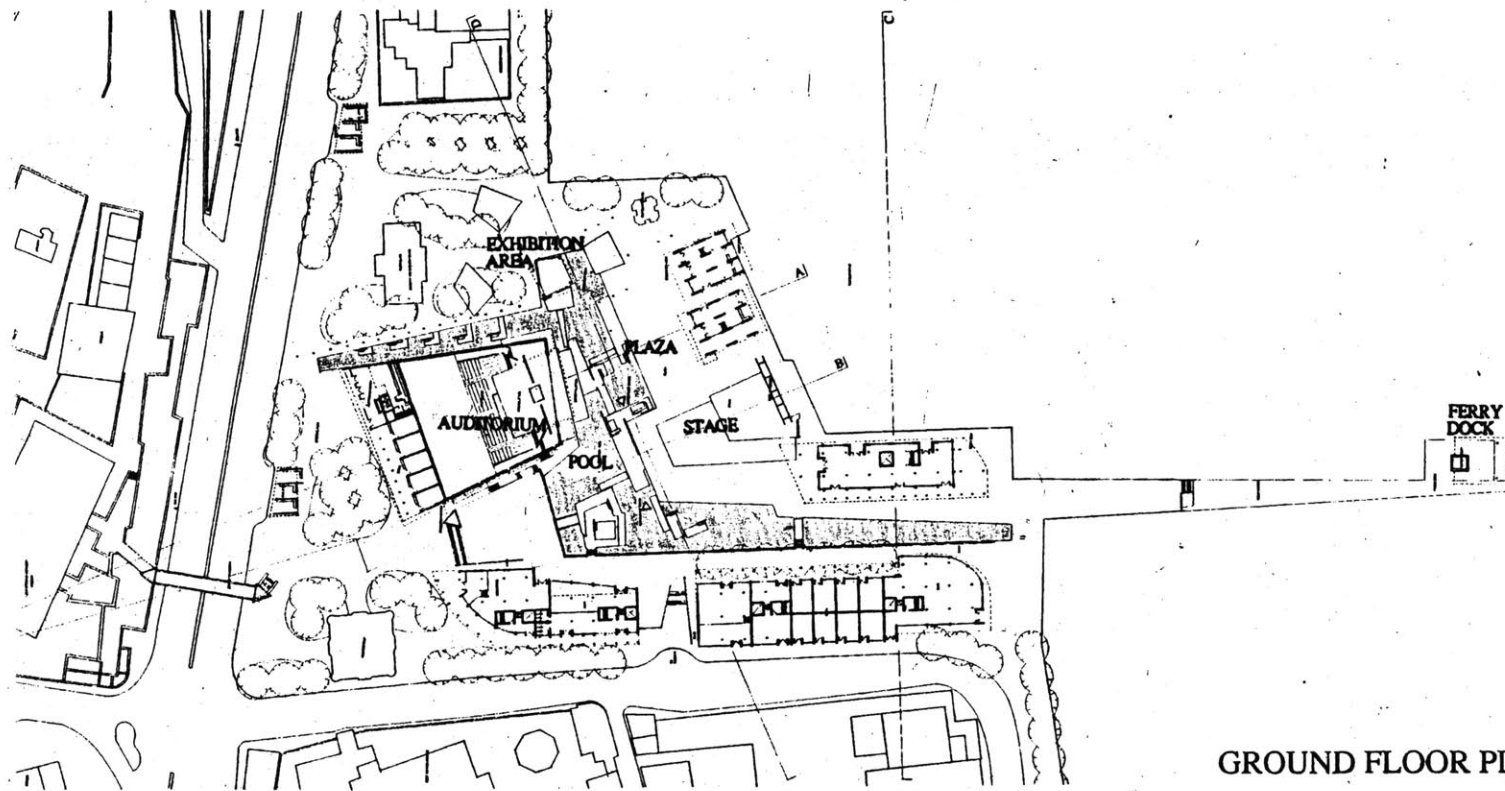 D
C
EXHIBITION
AREA
A
PLAZA
B
AUDITORIUM
STAGE
POOL
FERRY
DOCK
GROUND FLOOR PL